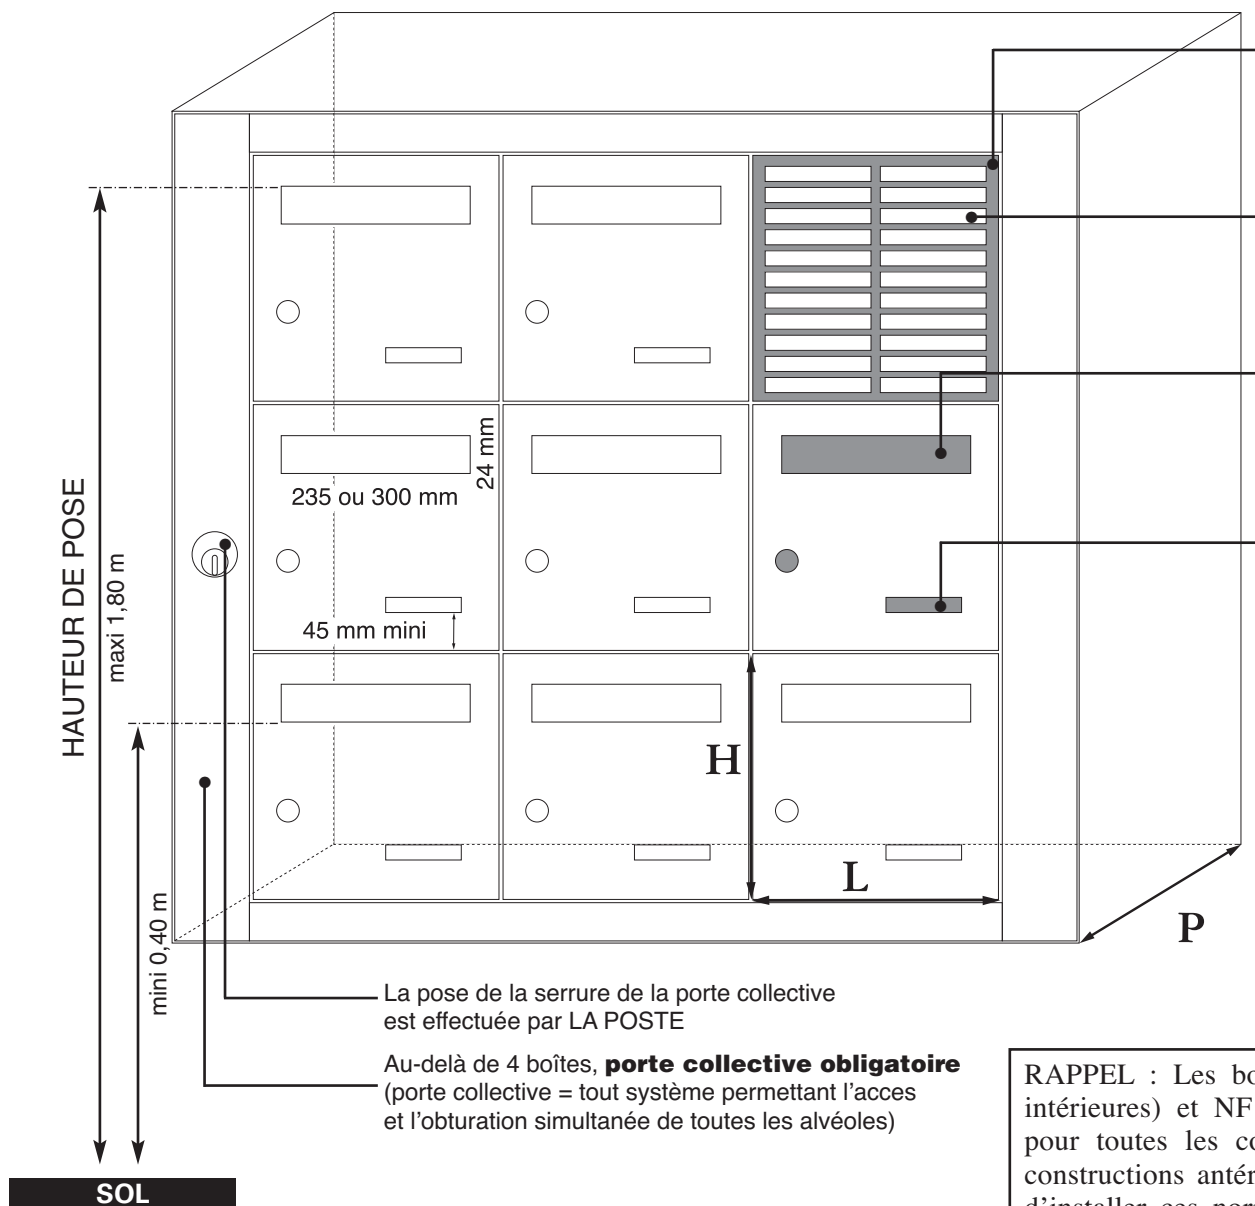 HAUTEUR DE POSE
maxi 1,80 m
mini 0,40 m
24 mm
235 ou 300 mm
45 mm mini
H
L
P
La pose de la serrure de la porte collective
est effectuée par LA POSTE
Au-delà de 4 boîtes, porte collective obligatoire
(porte collective = tout système permettant l'acces
et l'obturation simultanée de toutes les alvéoles)
SOL
RAPPEL : Les bo
intérieures) et NF
pour toutes les co
constructions antér
d'installer ces nor